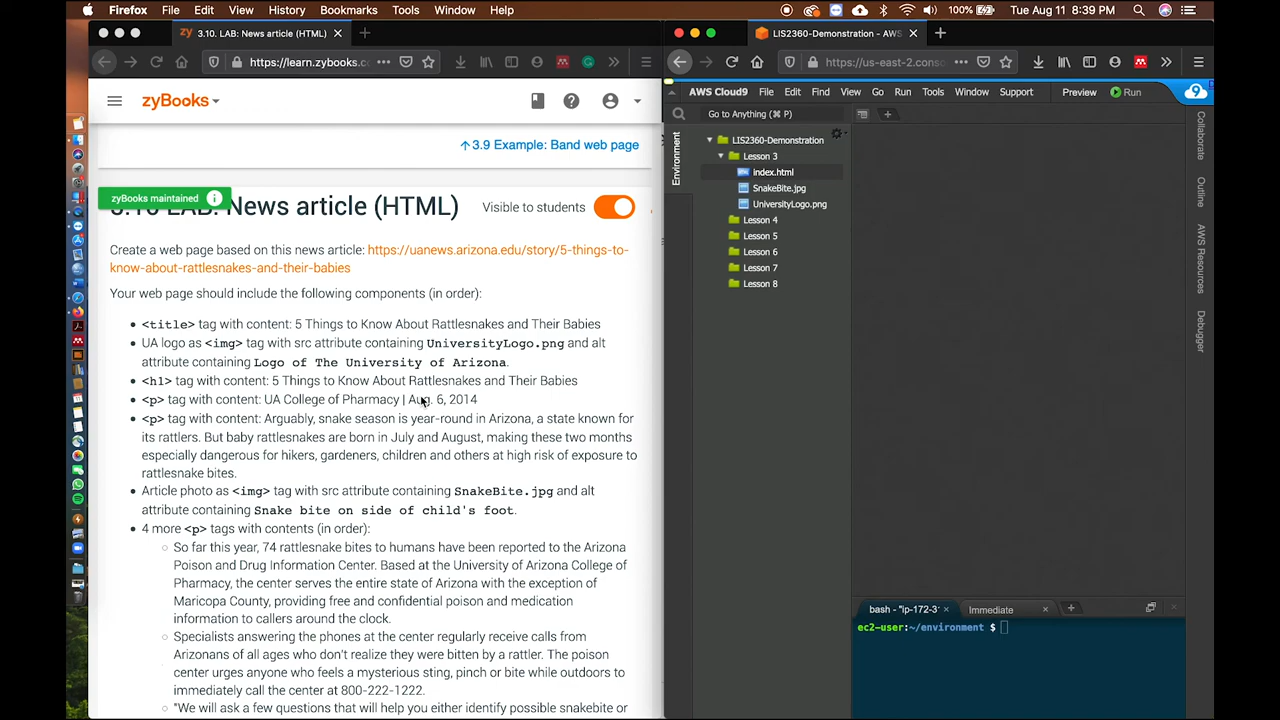 Firefox File Edit View History Bookmarks Tools Window Help
100% Tue Aug 11 8:39 PM
zy 3.10. LAB: News article (HTML)
LIS2360-Demonstration - AWS
https://learn.zybooks.c
https://us-east-2.conso
zyBooks
AWS Cloud9 File Edit Find View Go Run Tools Window Support Preview Run
9
Go to Anything (⌘ P)
Environment
LIS2360-Demonstration
Lesson 3
index.html
SnakeBite.jpg
UniversityLogo.png
Lesson 4
Lesson 5
Lesson 6
Lesson 7
Lesson 8
Collaborate
Outline
AWS Resources
Debugger
↑3.9 Example: Band web page
zyBooks maintained i
3.10 LAB: News article (HTML)
Visible to students
Create a web page based on this news article: https://uanews.arizona.edu/story/5-things-to-
know-about-rattlesnakes-and-their-babies
Your web page should include the following components (in order):
• <title> tag with content: 5 Things to Know About Rattlesnakes and Their Babies
• UA logo as <img> tag with src attribute containing UniversityLogo.png and alt
attribute containing Logo of The University of Arizona.
• <h1> tag with content: 5 Things to Know About Rattlesnakes and Their Babies
• <p> tag with content: UA College of Pharmacy | Aug. 6, 2014
• <p> tag with content: Arguably, snake season is year-round in Arizona, a state known for
its rattlers. But baby rattlesnakes are born in July and August, making these two months
especially dangerous for hikers, gardeners, children and others at high risk of exposure to
rattlesnake bites.
• Article photo as <img> tag with src attribute containing SnakeBite.jpg and alt
attribute containing Snake bite on side of child's foot.
• 4 more <p> tags with contents (in order):
○ So far this year, 74 rattlesnake bites to humans have been reported to the Arizona
Poison and Drug Information Center. Based at the University of Arizona College of
Pharmacy, the center serves the entire state of Arizona with the exception of
Maricopa County, providing free and confidential poison and medication
information to callers around the clock.
○ Specialists answering the phones at the center regularly receive calls from
Arizonans of all ages who don't realize they were bitten by a rattler. The poison
center urges anyone who feels a mysterious sting, pinch or bite while outdoors to
immediately call the center at 800-222-1222.
○ "We will ask a few questions that will help you either identify possible snakebite or
bash - "ip-172-3
Immediate
ec2-user:~/environment $